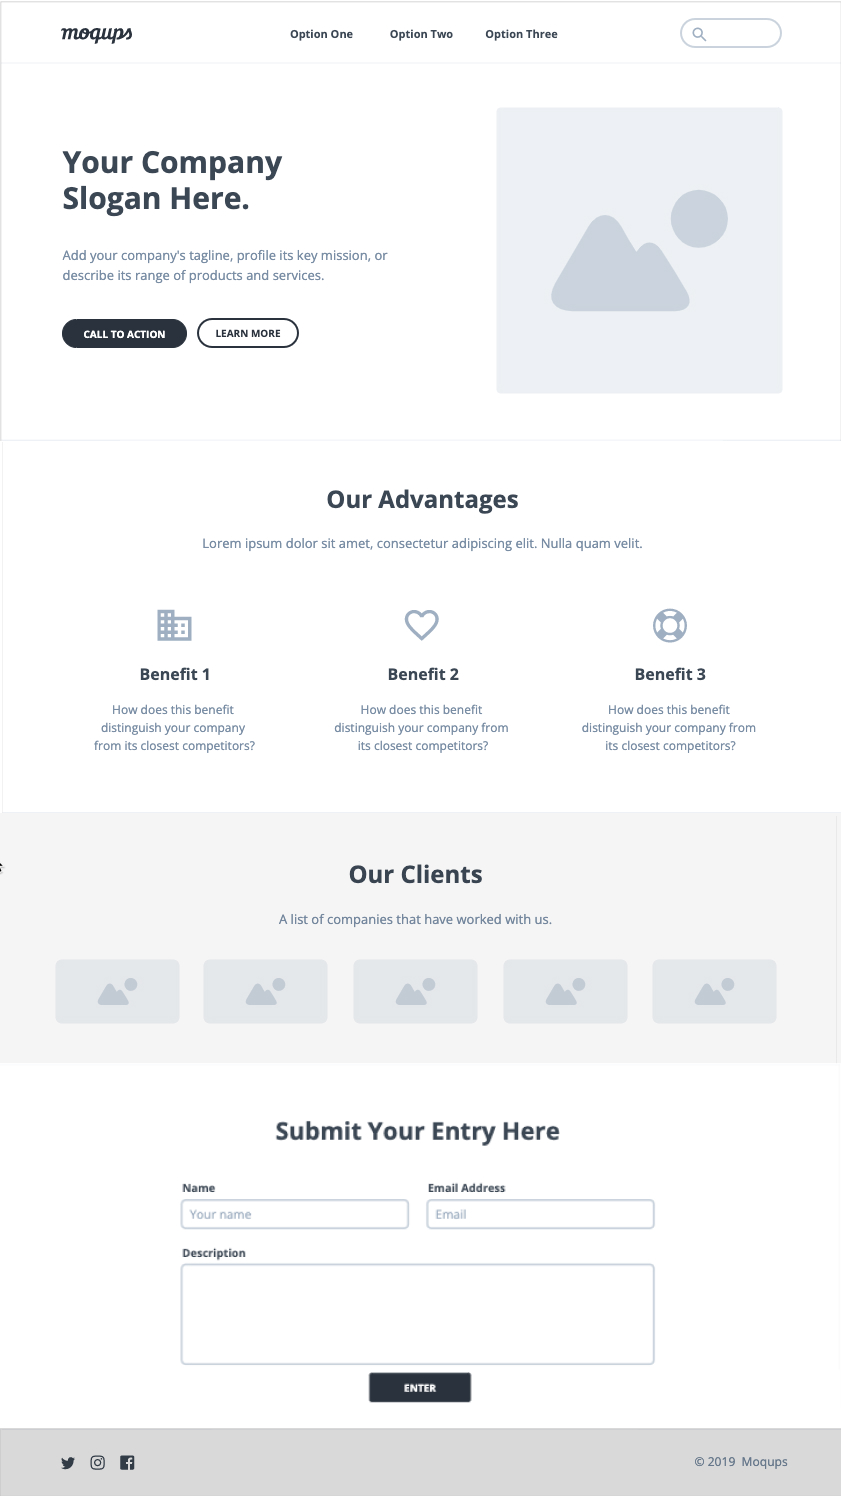 moqups
Option One
Option Two
Option Three
Your Company
Slogan Here.
Add your company's tagline, profile its key mission, or
describe its range of products and services.
CALL TO ACTION
LEARN MORE
Our Advantages
Lorem ipsum dolor sit amet, consectetur adipiscing elit. Nulla quam velit.
Benefit 1
How does this benefit
distinguish your company
from its closest competitors?
Benefit 2
How does this benefit
distinguish your company from
its closest competitors?
Benefit 3
How does this benefit
distinguish your company from
its closest competitors?
Our Clients
A list of companies that have worked with us.
Submit Your Entry Here
Name
Email Address
Your name
Email
Description
ENTER
© 2019 Moqups